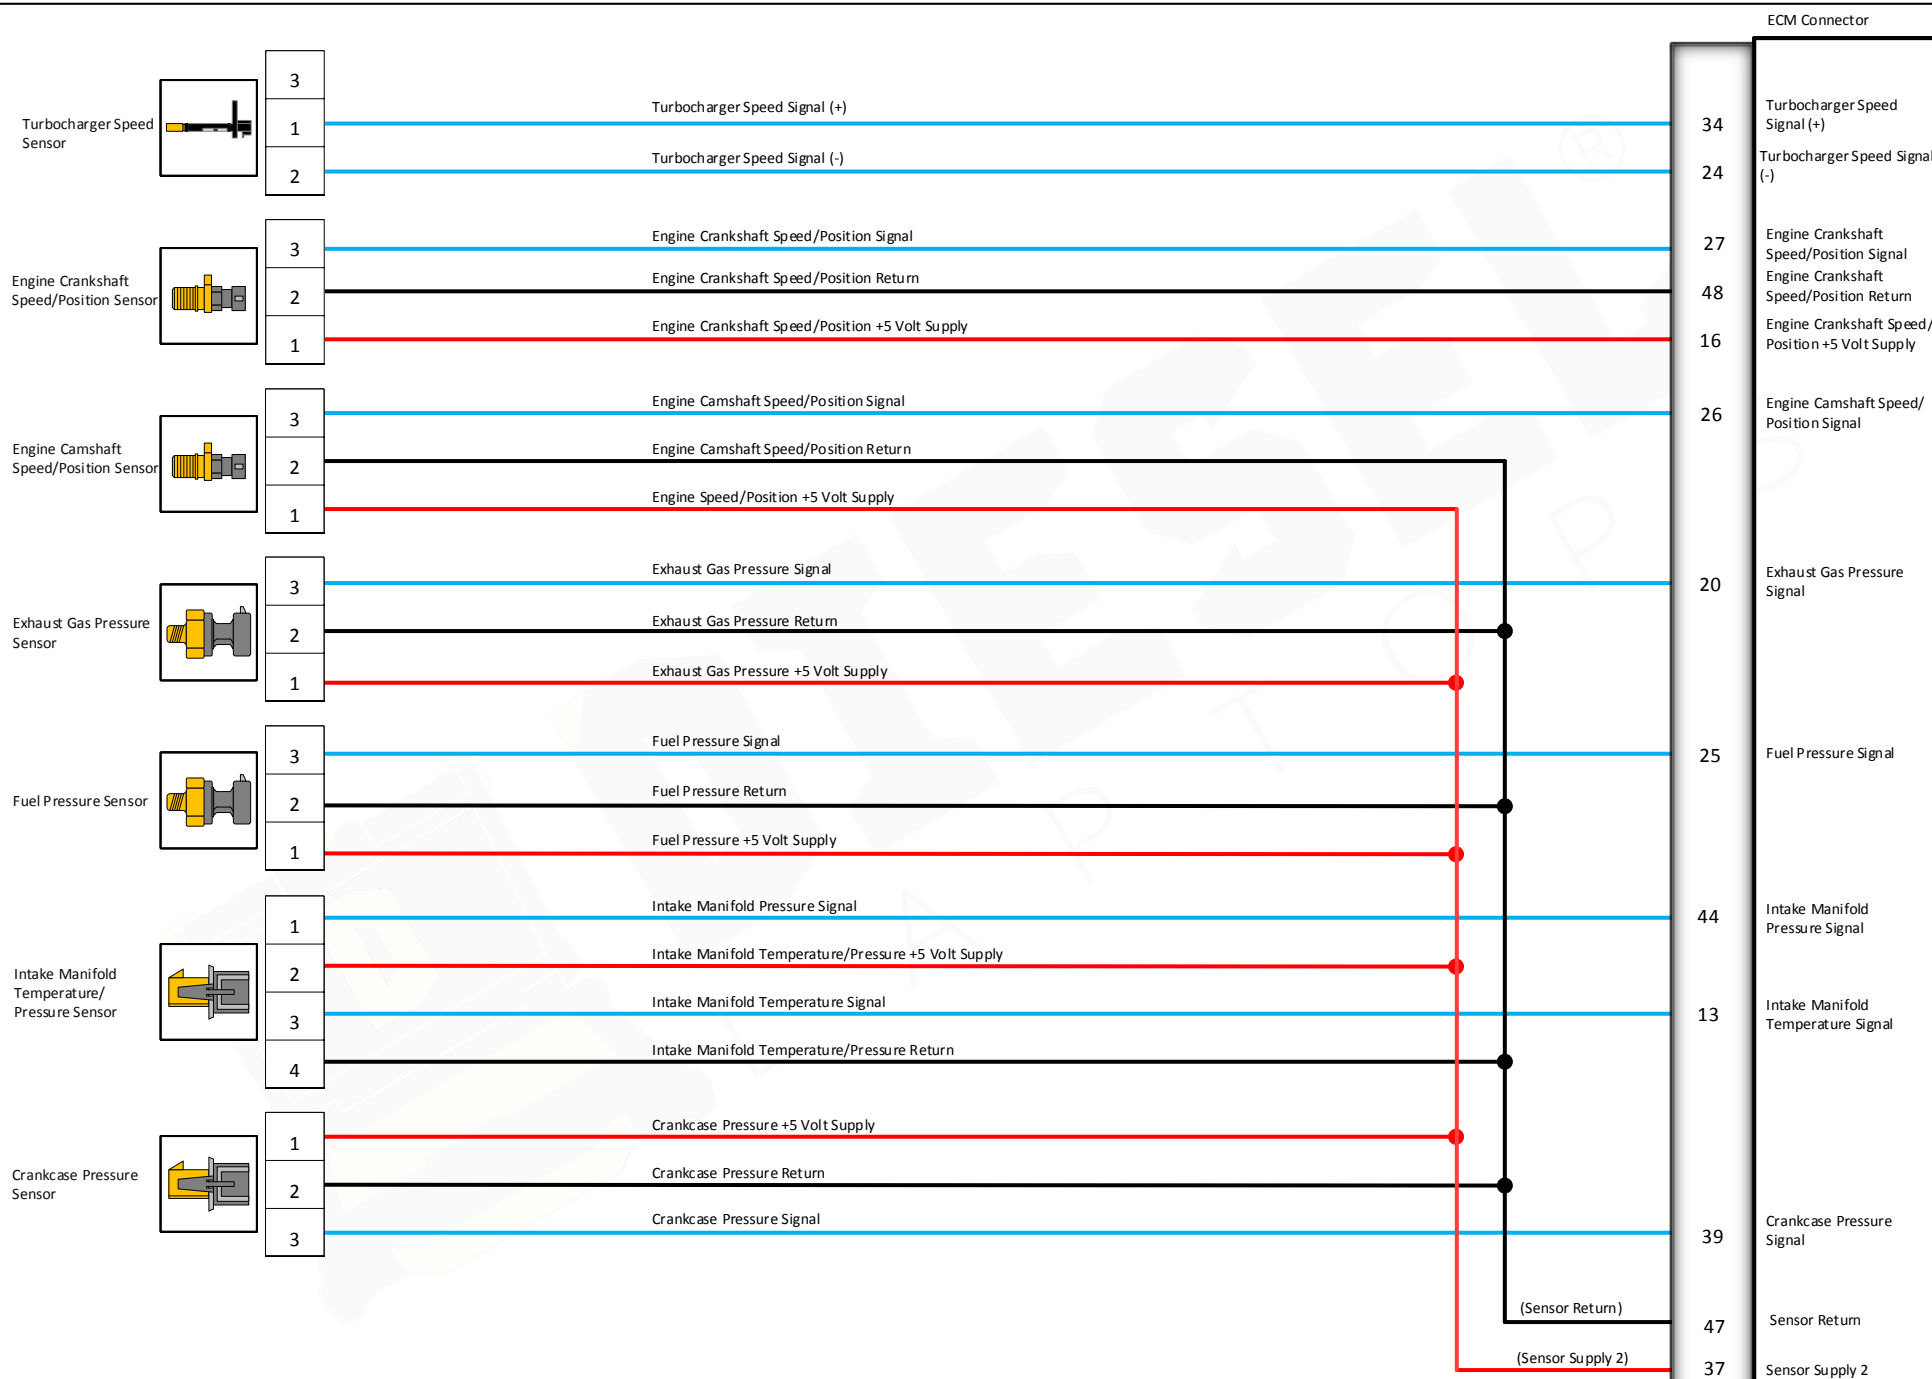 ECM Connector
Turbocharger Speed
Sensor
3
1
2
Turbocharger Speed Signal (+)
Turbocharger Speed Signal (-)
34
Turbocharger Speed
Signal (+)
24
Turbocharger Speed Signal
(-)
Engine Crankshaft
Speed/Position Sensor
3
2
1
Engine Crankshaft Speed/Position Signal
Engine Crankshaft Speed/Position Return
Engine Crankshaft Speed/Position +5 Volt Supply
27
Engine Crankshaft
Speed/Position Signal
48
Engine Crankshaft
Speed/Position Return
16
Engine Crankshaft Speed/
Position +5 Volt Supply
Engine Camshaft
Speed/Position Sensor
3
2
1
Engine Camshaft Speed/Position Signal
Engine Camshaft Speed/Position Return
Engine Speed/Position +5 Volt Supply
26
Engine Camshaft Speed/
Position Signal
Exhaust Gas Pressure
Sensor
3
2
1
Exhaust Gas Pressure Signal
Exhaust Gas Pressure Return
Exhaust Gas Pressure +5 Volt Supply
20
Exhaust Gas Pressure
Signal
Fuel Pressure Sensor
3
2
1
Fuel Pressure Signal
Fuel Pressure Return
Fuel Pressure +5 Volt Supply
25
Fuel Pressure Signal
Intake Manifold
Temperature/
Pressure Sensor
1
2
3
4
Intake Manifold Pressure Signal
Intake Manifold Temperature/Pressure +5 Volt Supply
Intake Manifold Temperature Signal
Intake Manifold Temperature/Pressure Return
44
Intake Manifold
Pressure Signal
13
Intake Manifold
Temperature Signal
Crankcase Pressure
Sensor
1
2
3
Crankcase Pressure +5 Volt Supply
Crankcase Pressure Return
Crankcase Pressure Signal
39
Crankcase Pressure
Signal
(Sensor Return)
47
Sensor Return
(Sensor Supply 2)
37
Sensor Supply 2
DIESEL®
LAPTOPS